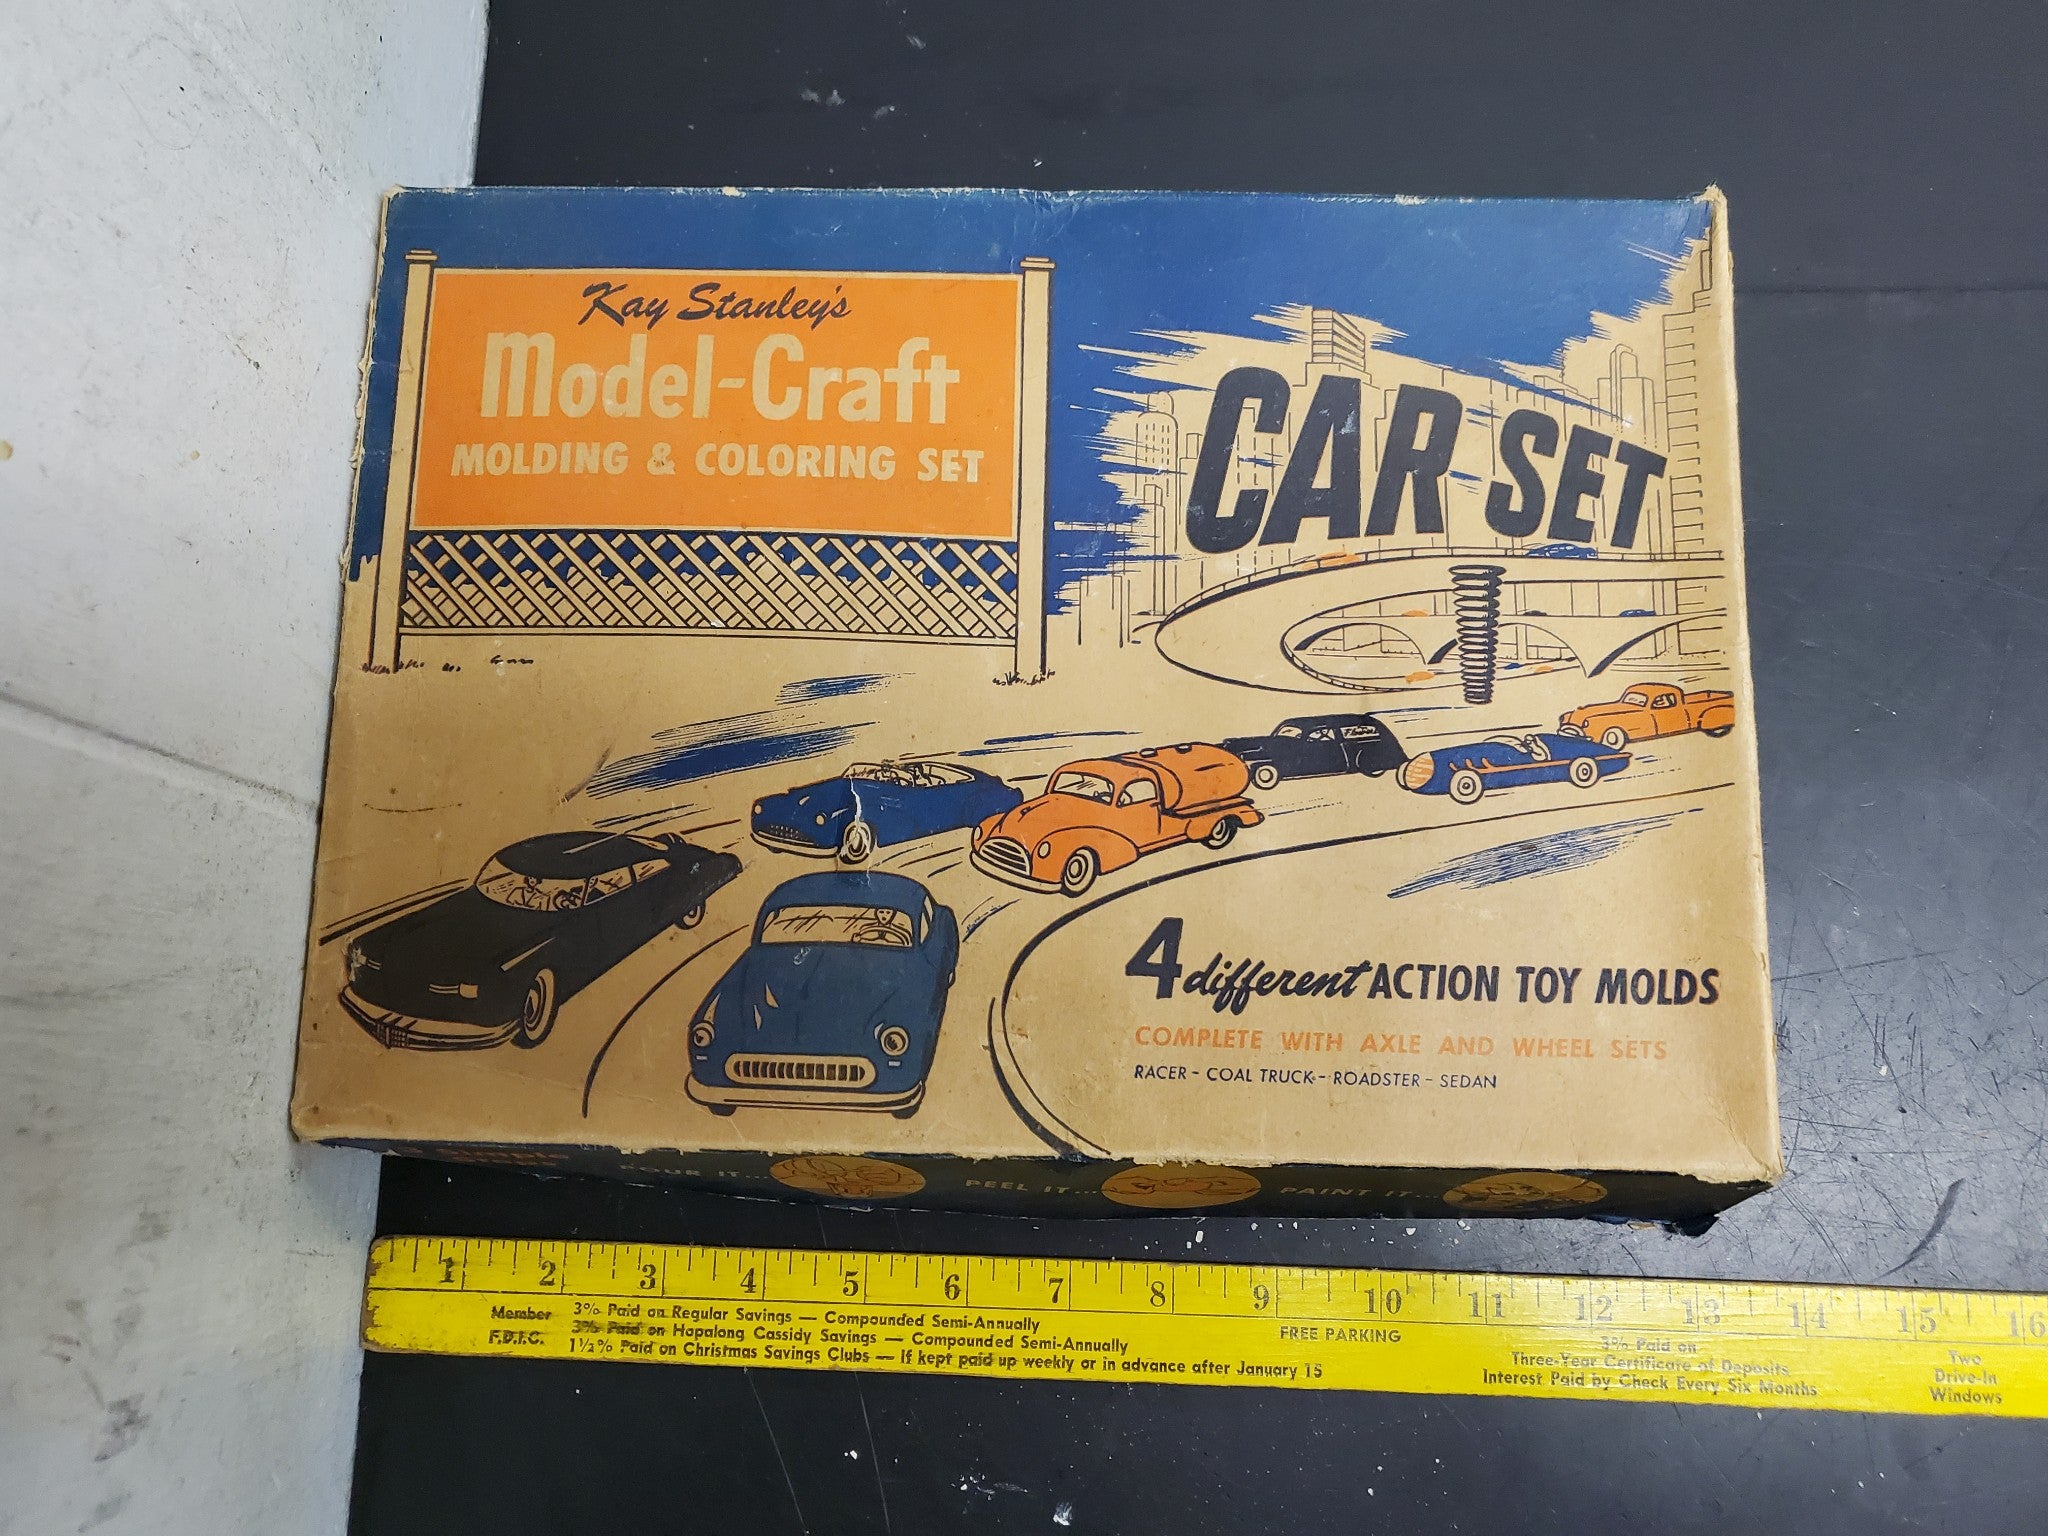 Kay Stanley's
Model-Craft
MOLDING & COLORING SET
CAR SET
4 different ACTION TOY MOLDS
COMPLETE WITH AXLE AND WHEEL SETS
RACER - COAL TRUCK - ROADSTER - SEDAN
POUR IT... PEEL IT... PAINT IT...
1 2 3 4 5 6 7 8 9 10 11 12 13 14 15 16
Member
F.D.I.C.
3% Paid on Regular Savings — Compounded Semi-Annually
3% Paid on Hopalong Cassidy Savings — Compounded Semi-Annually
1½% Paid on Christmas Savings Clubs — If kept paid up weekly or in advance after January 15
FREE PARKING
3% Paid on
Three-Year Certificate of Deposits
Interest Paid by Check Every Six Months
Two
Drive-In
Windows